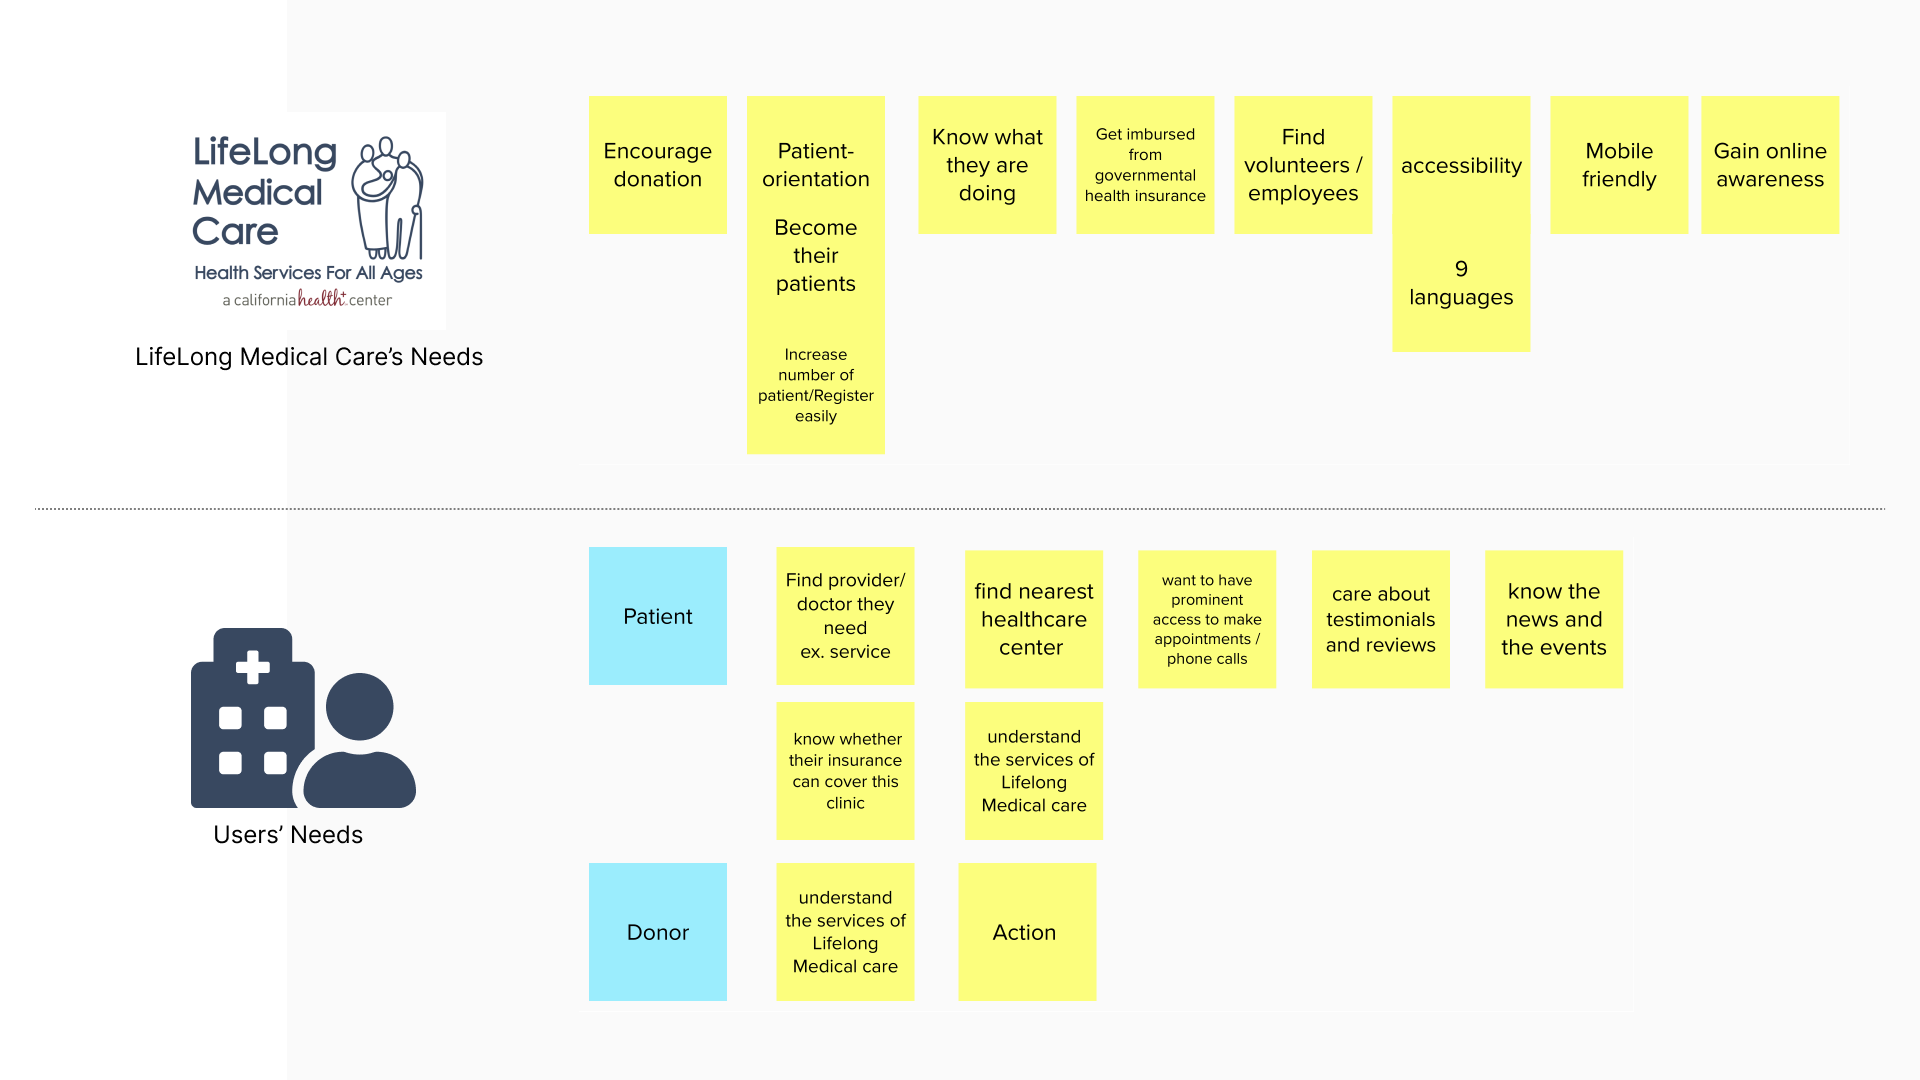 LifeLong
Medical
Care
Health Services For All Ages
a california health+ center
LifeLong Medical Care’s Needs
Encourage
donation
Patient-
orientation
Become
their
patients
Increase
number of
patient/Register
easily
Know what
they are
doing
Get imbursed
from
governmental
health insurance
Find
volunteers /
employees
accessibility
9
languages
Mobile
friendly
Gain online
awareness
Users’ Needs
Patient
Find provider/
doctor they
need
ex. service
find nearest
healthcare
center
want to have
prominent
access to make
appointments /
phone calls
care about
testimonials
and reviews
know the
news and
the events
know whether
their insurance
can cover this
clinic
understand
the services of
Lifelong
Medical care
Donor
understand
the services of
Lifelong
Medical care
Action